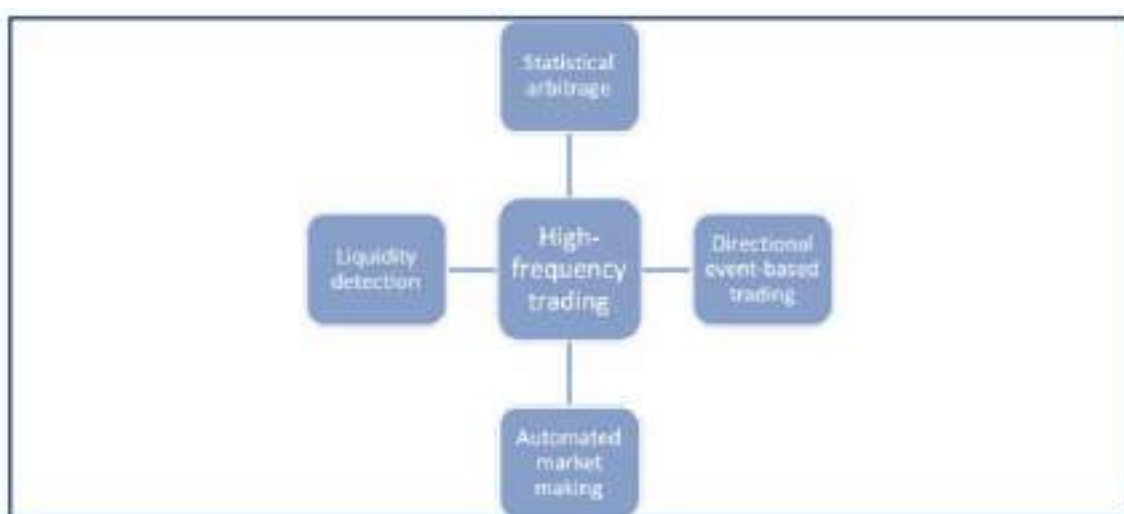 Statistical
arbitrage
Liquidity
detection
High-
frequency
trading
Directional
event-based
trading
Automated
market
making